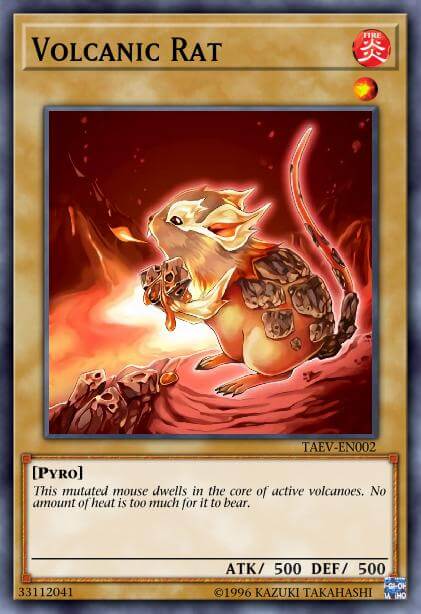 Volcanic Rat
FIRE
炎
TAEV-EN002
[Pyro]
This mutated mouse dwells in the core of active volcanoes. No
amount of heat is too much for it to bear.
ATK/ 500 DEF/ 500
33112041
©1996 KAZUKI TAKAHASHI